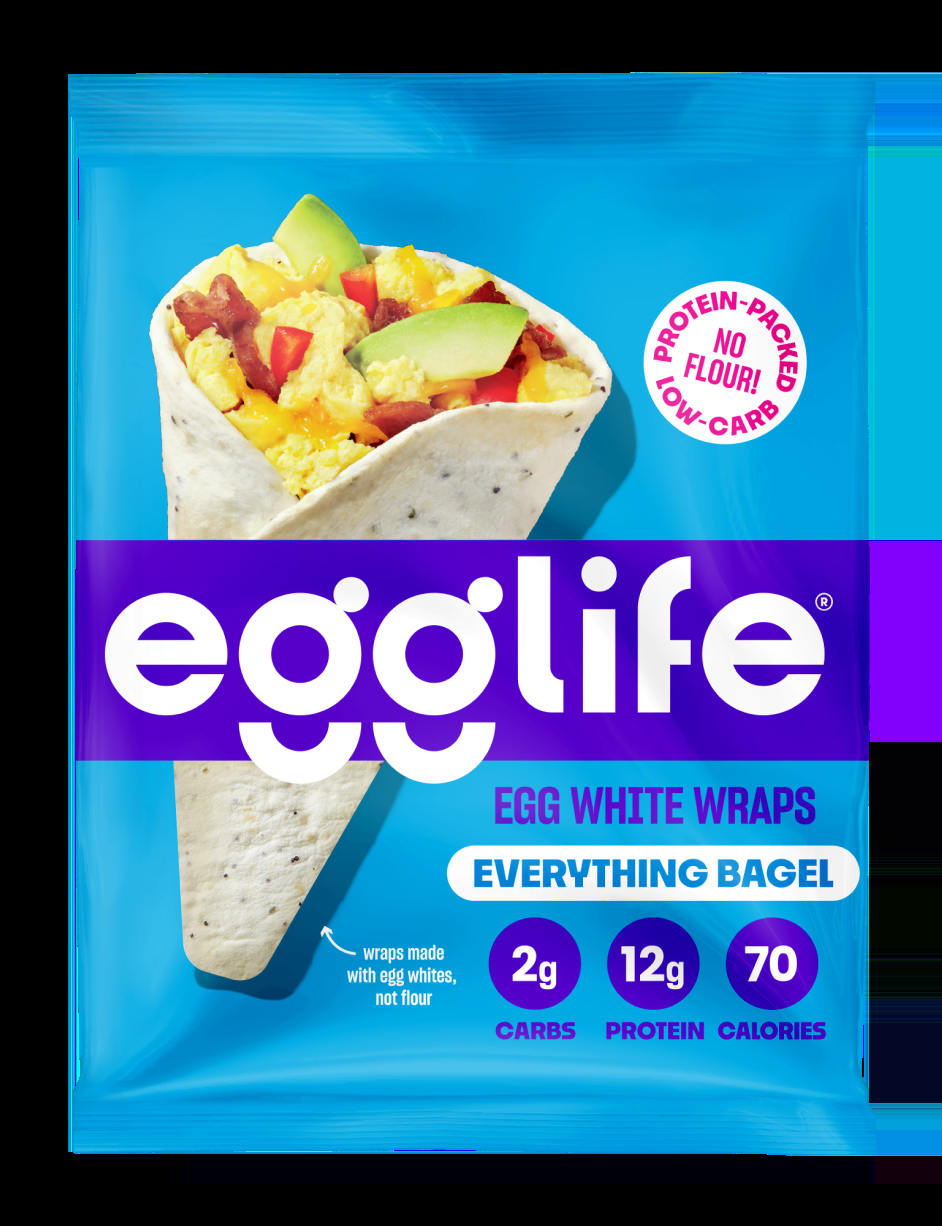 PROTEIN-PACKED
NO
FLOUR!
LOW-CARB
egglife®
EGG WHITE WRAPS
EVERYTHING BAGEL
wraps made
with egg whites,
not flour
2g 12g 70
CARBS PROTEIN CALORIES